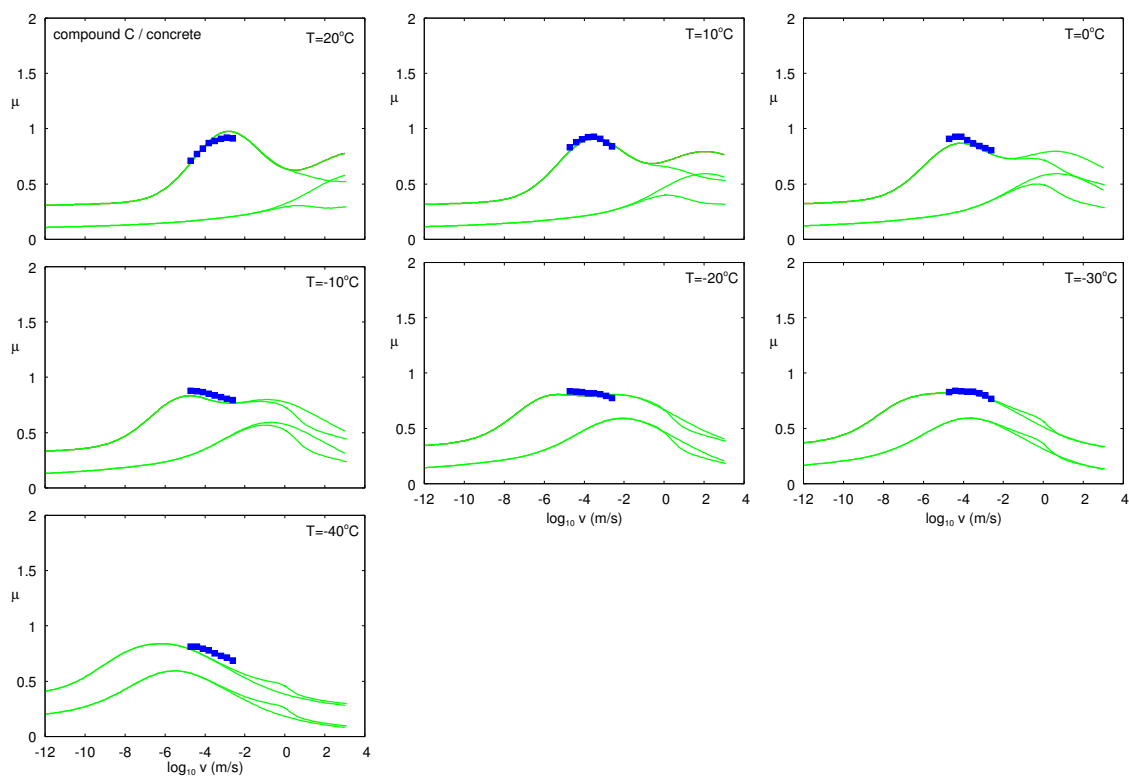 compound C / concrete
T=20°C
T=10°C
T=0°C
2
1.5
1
0.5
0
μ
2
1.5
1
0.5
0
μ
2
1.5
1
0.5
0
μ
T=-10°C
T=-20°C
T=-30°C
2
1.5
1
0.5
0
μ
2
1.5
1
0.5
0
-12 -10 -8 -6 -4 -2 0 2 4
log₁₀ v (m/s)
2
1.5
1
0.5
0
-12 -10 -8 -6 -4 -2 0 2 4
log₁₀ v (m/s)
T=-40°C
2
1.5
1
0.5
0
μ
-12 -10 -8 -6 -4 -2 0 2 4
log₁₀ v (m/s)